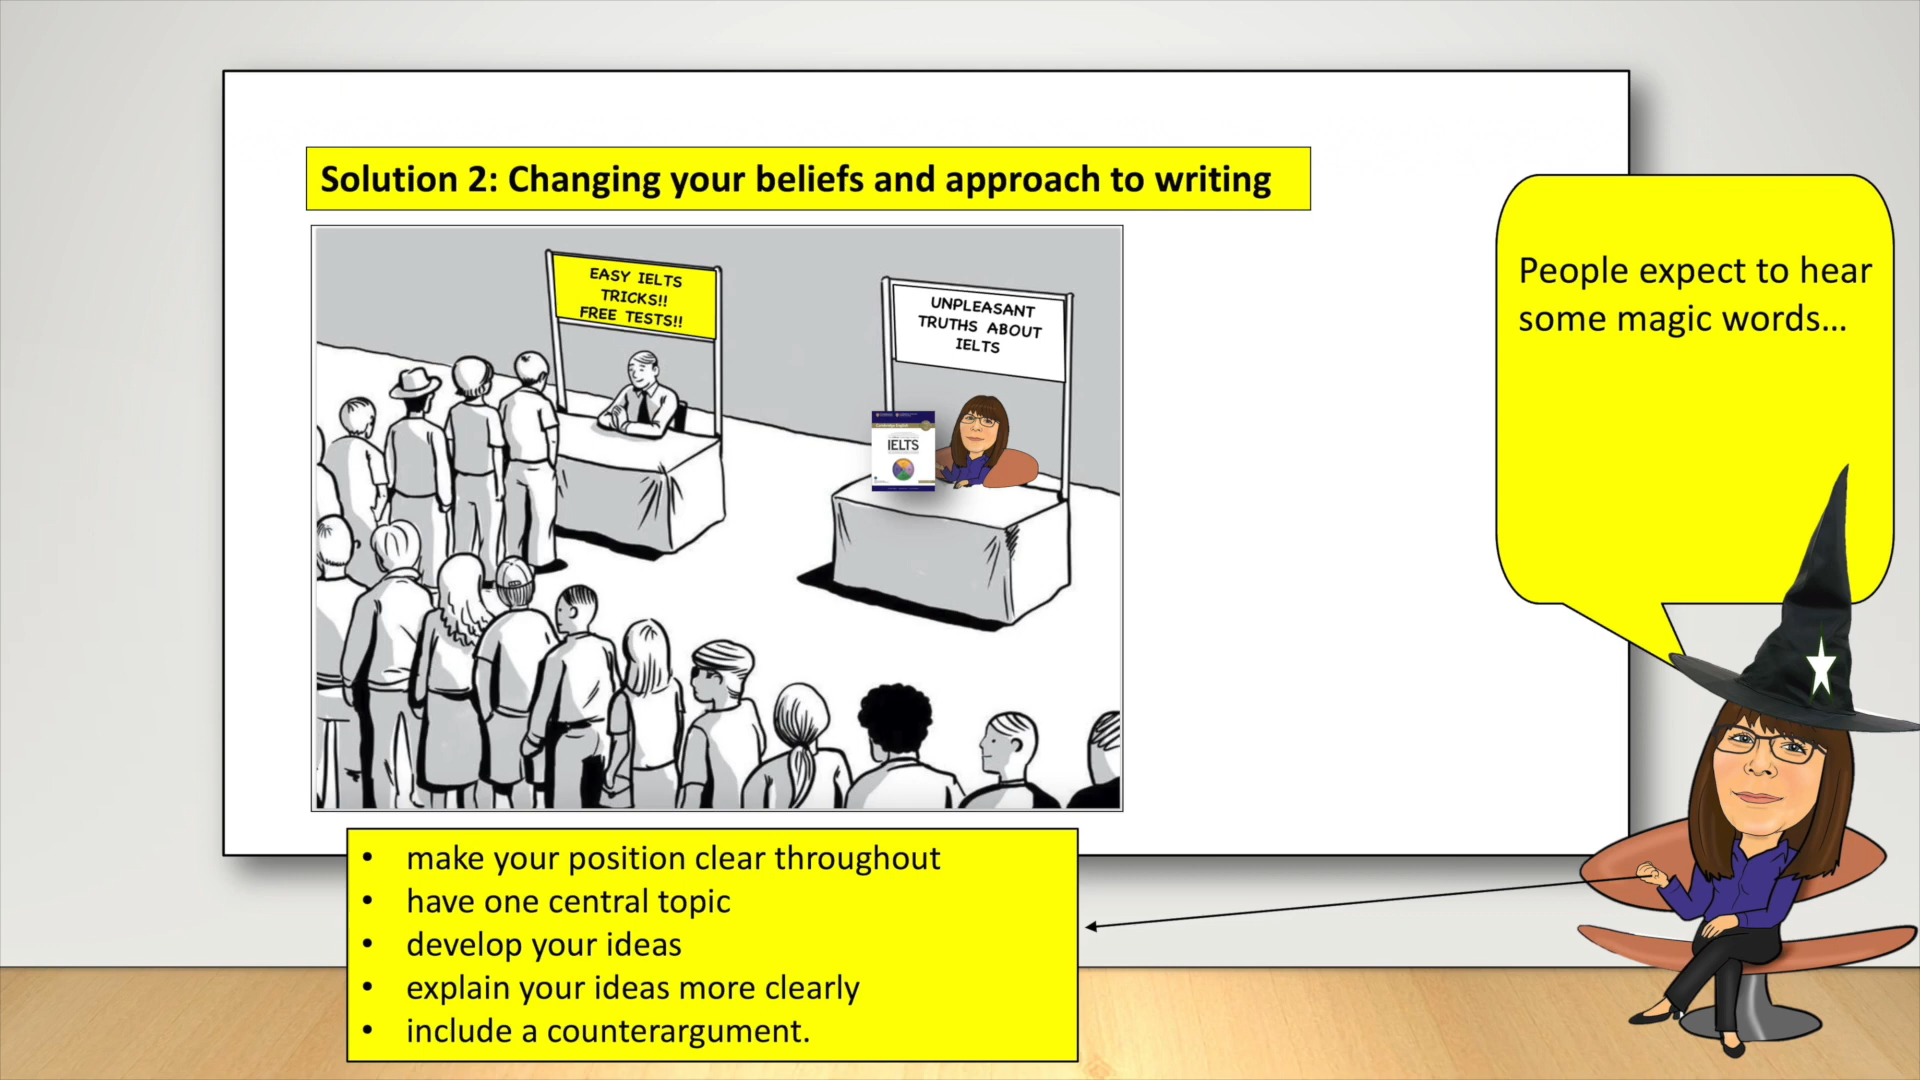 Solution 2: Changing your beliefs and approach to writing
EASY IELTS
TRICKS!!
FREE TESTS!!
UNPLEASANT
TRUTHS ABOUT
IELTS
IELTS
People expect to hear
some magic words...
• make your position clear throughout
• have one central topic
• develop your ideas
• explain your ideas more clearly
• include a counterargument.